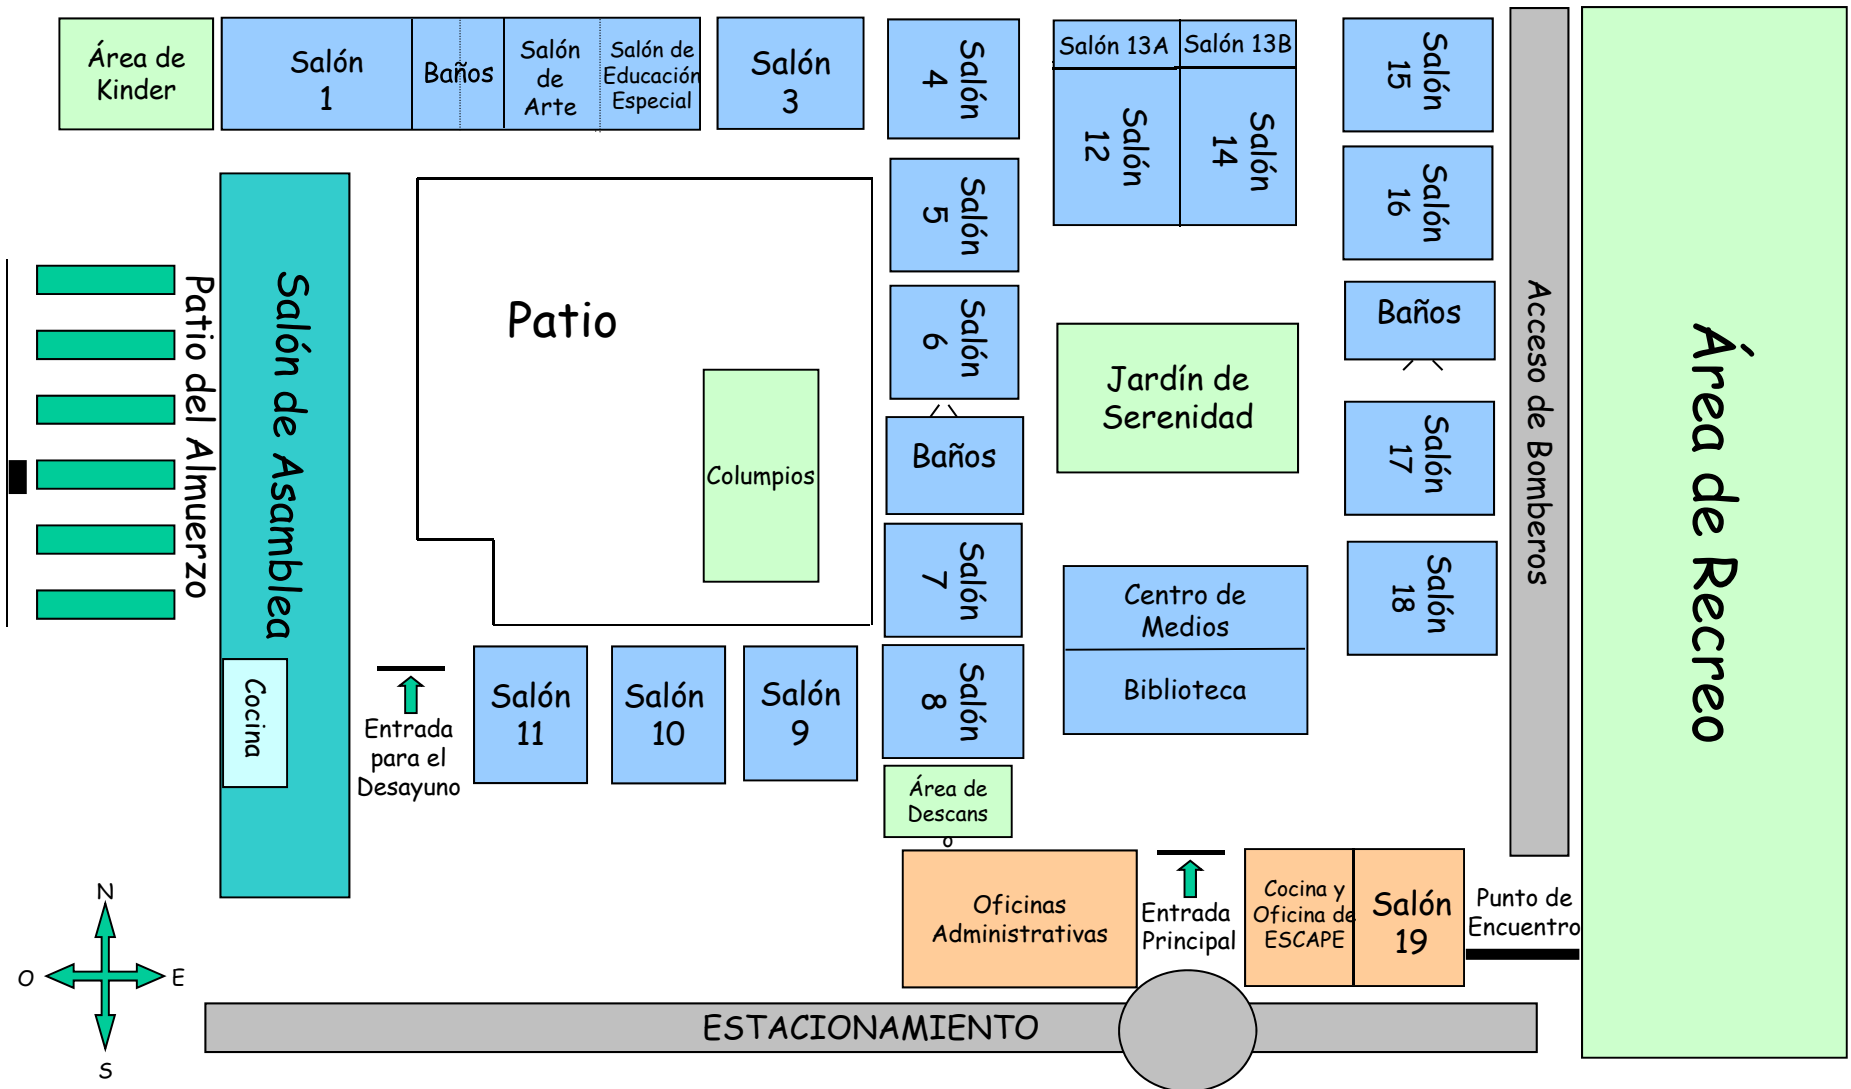 Área de
Kinder
Salón
1
Baños
Salón
de
Arte
Salón de
Educación
Especial
Salón
3
Salón
4
Salón 13A
Salón 13B
Salón
12
Salón
14
Salón
15
Salón
5
Salón
16
Patio del Almuerzo
Salón de Asamblea
Patio
Columpios
Salón
6
Baños
Jardín de
Serenidad
Baños
Salón
17
Acceso de Bomberos
Área de Recreo
Salón
7
Centro de
Medios
Biblioteca
Salón
18
Cocina
Entrada
para el
Desayuno
Salón
11
Salón
10
Salón
9
Salón
8
Área de
Descans
o
Oficinas
Administrativas
Entrada
Principal
Cocina y
Oficina de
ESCAPE
Salón
19
Punto de
Encuentro
N
O
E
S
ESTACIONAMIENTO